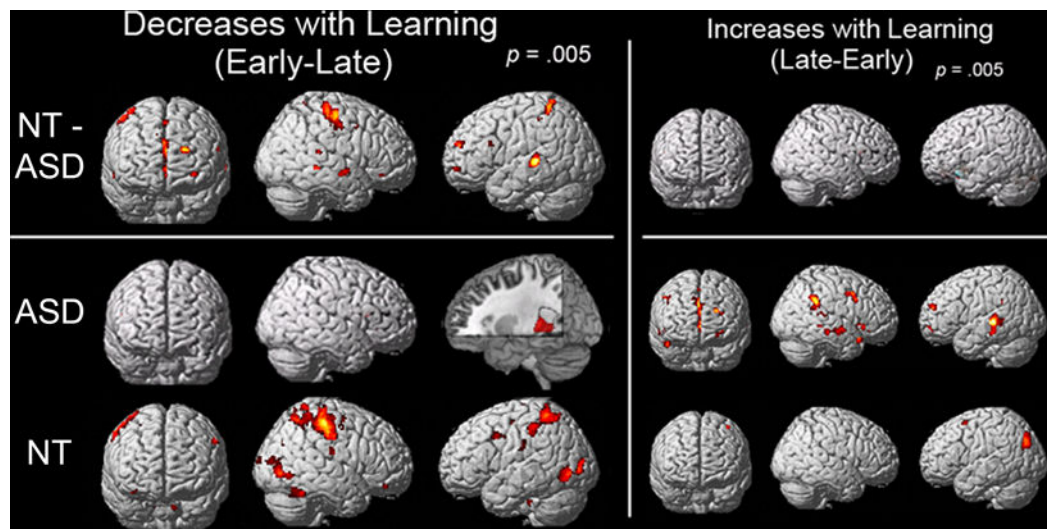 Decreases with Learning
(Early-Late)
p = .005
Increases with Learning
(Late-Early)
p = .005
NT -
ASD
ASD
NT